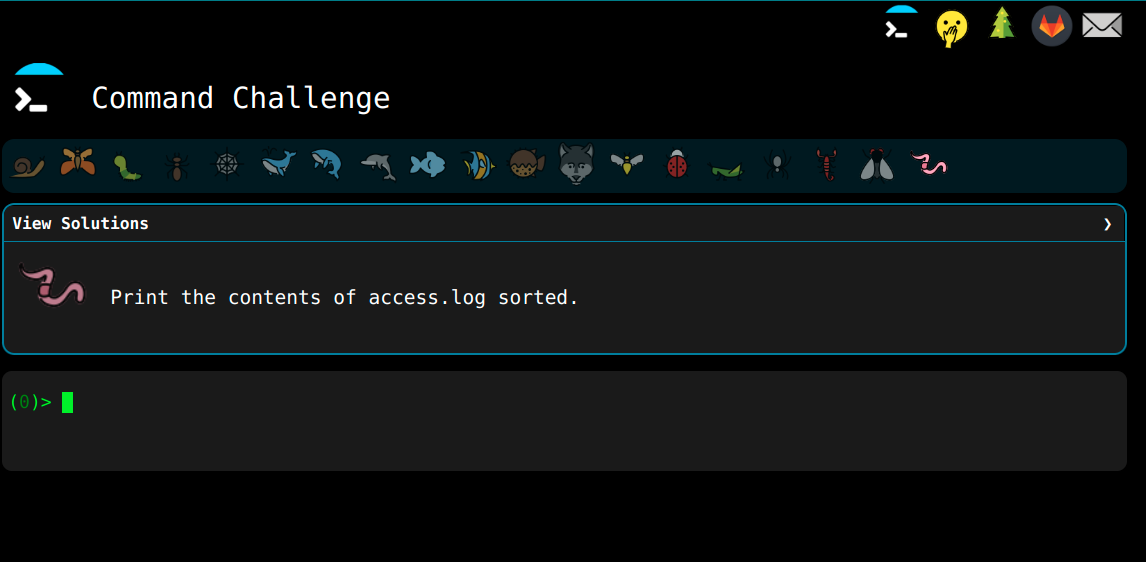 Command Challenge
View Solutions ❯
Print the contents of access.log sorted.
(0)>